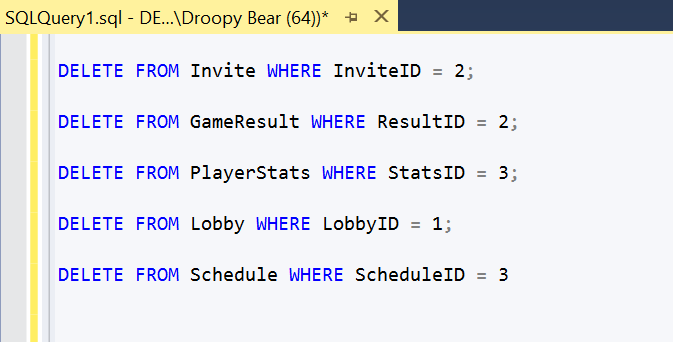 SQLQuery1.sql - DE...\Droopy Bear (64))*
DELETE FROM Invite WHERE InviteID = 2;
DELETE FROM GameResult WHERE ResultID = 2;
DELETE FROM PlayerStats WHERE StatsID = 3;
DELETE FROM Lobby WHERE LobbyID = 1;
DELETE FROM Schedule WHERE ScheduleID = 3